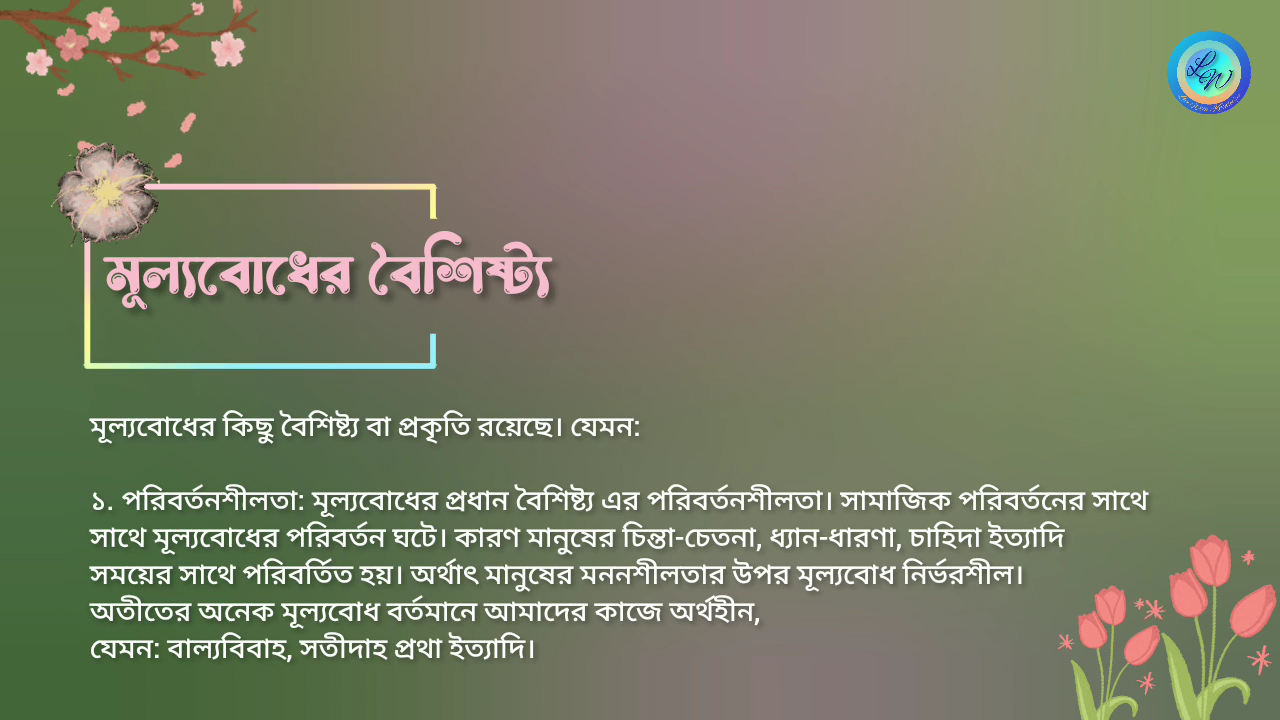 মূল্যবোধের বৈশিষ্ট্য
মূল্যবোধের কিছু বৈশিষ্ট্য বা প্রকৃতি রয়েছে। যেমন:
১. পরিবর্তনশীলতা: মূল্যবোধের প্রধান বৈশিষ্ট্য এর পরিবর্তনশীলতা। সামাজিক পরিবর্তনের সাথে
সাথে মূল্যবোধের পরিবর্তন ঘটে। কারণ মানুষের চিন্তা-চেতনা, ধ্যান-ধারণা, চাহিদা ইত্যাদি
সময়ের সাথে পরিবর্তিত হয়। অর্থাৎ মানুষের মননশীলতার উপর মূল্যবোধ নির্ভরশীল।
অতীতের অনেক মূল্যবোধ বর্তমানে আমাদের কাজে অর্থহীন,
যেমন: বাল্যবিবাহ, সতীদাহ প্রথা ইত্যাদি।